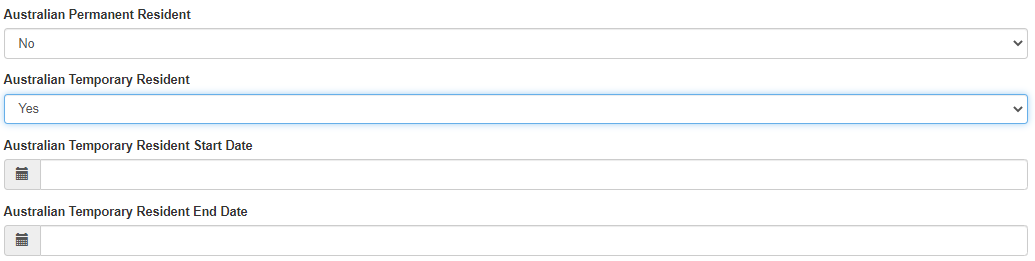 Australian Permanent Resident
No
Australian Temporary Resident
Yes
Australian Temporary Resident Start Date
Australian Temporary Resident End Date